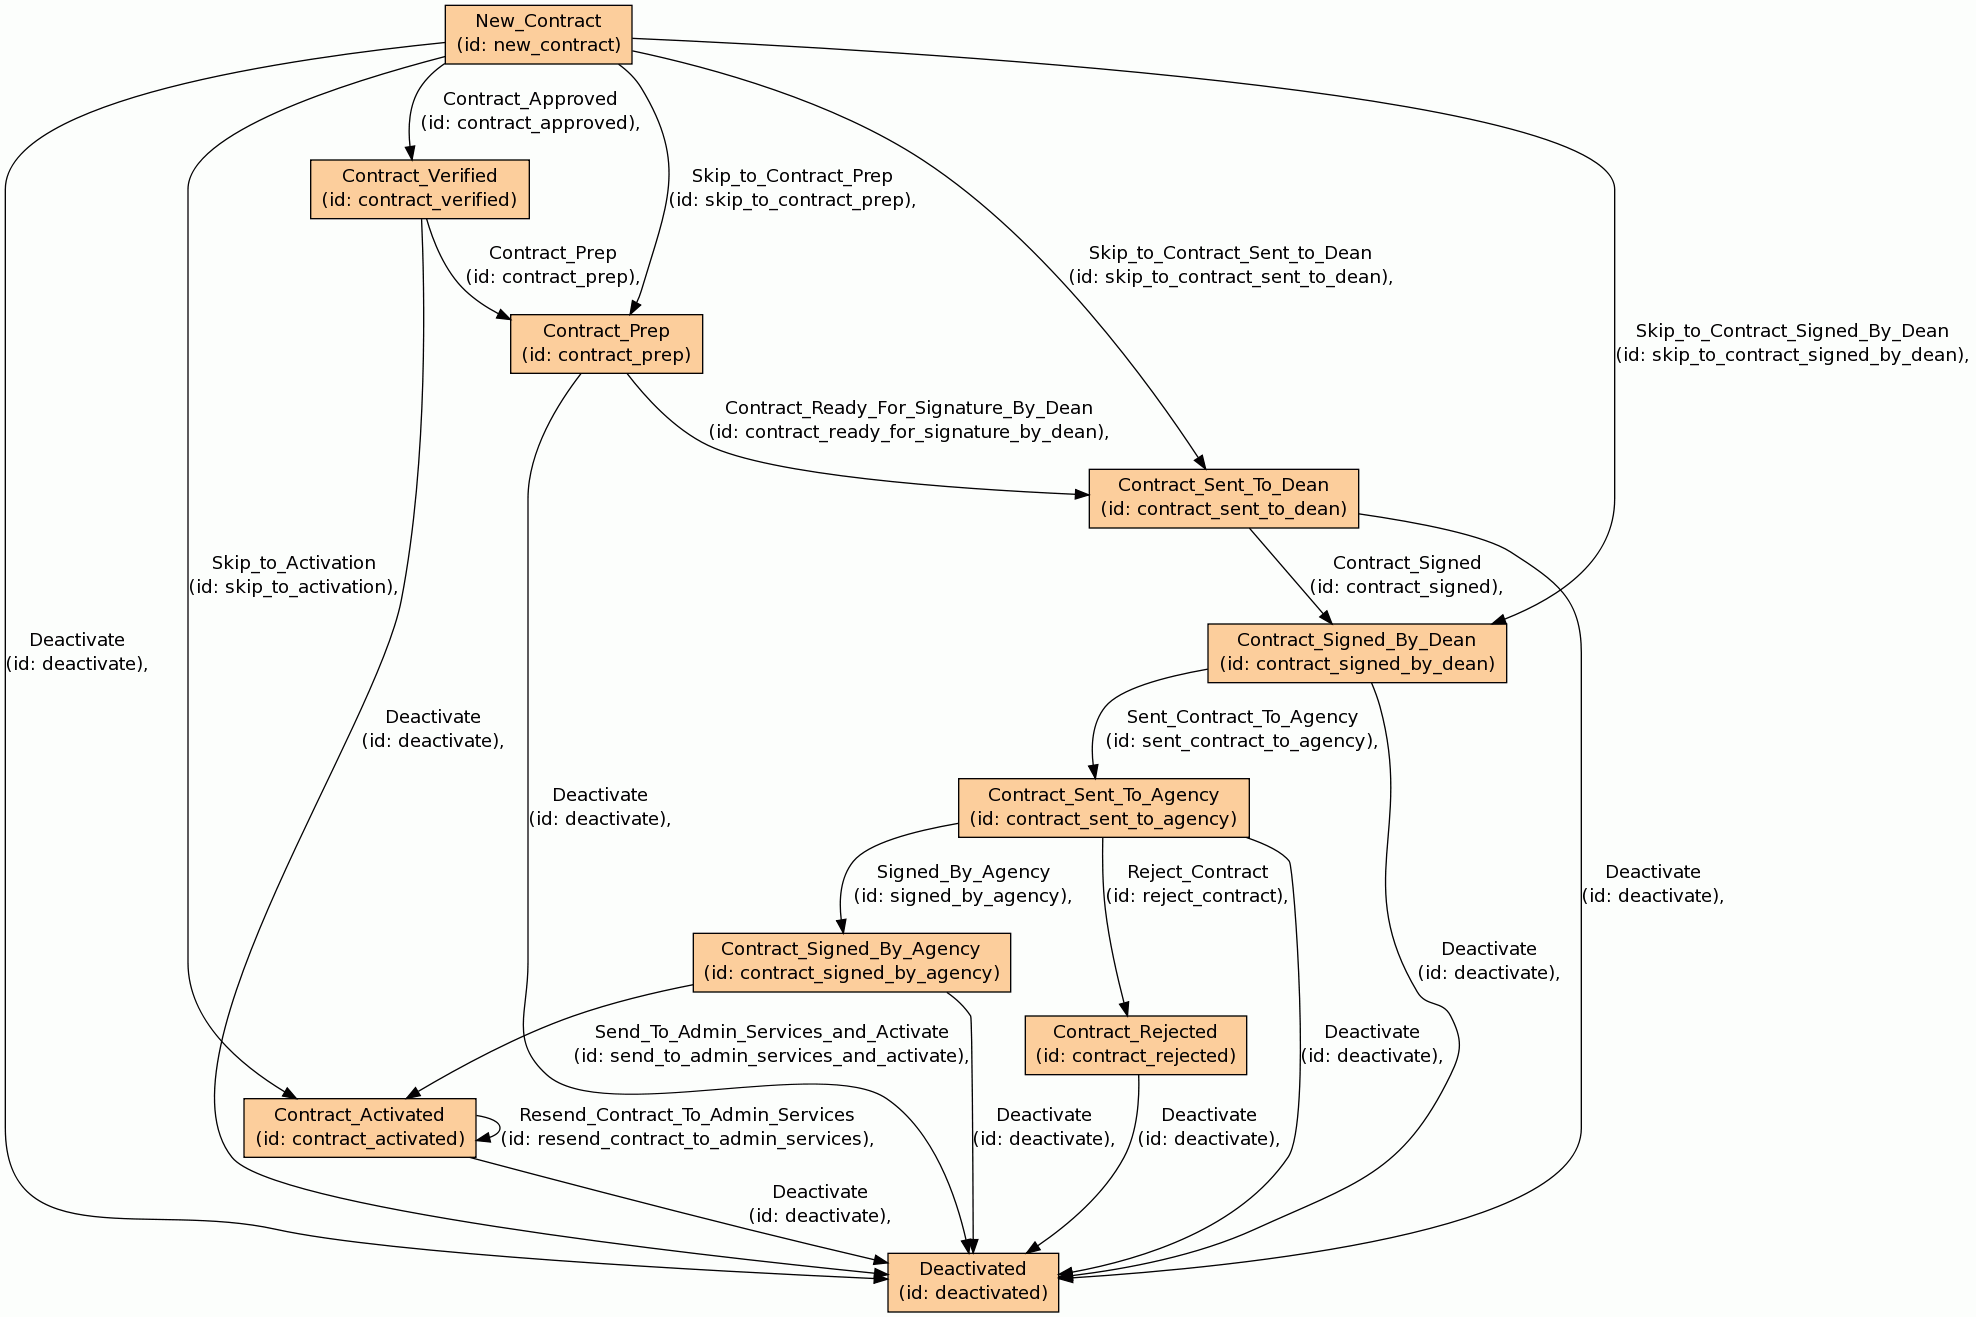 New_Contract
(id: new_contract)
Contract_Approved
(id: contract_approved),
Contract_Verified
(id: contract_verified)
Skip_to_Contract_Prep
(id: skip_to_contract_prep),
Contract_Prep
(id: contract_prep),
Skip_to_Contract_Sent_to_Dean
(id: skip_to_contract_sent_to_dean),
Contract_Prep
(id: contract_prep)
Skip_to_Contract_Signed_By_Dean
(id: skip_to_contract_signed_by_dean),
Contract_Ready_For_Signature_By_Dean
(id: contract_ready_for_signature_by_dean),
Contract_Sent_To_Dean
(id: contract_sent_to_dean)
Skip_to_Activation
(id: skip_to_activation),
Contract_Signed
(id: contract_signed),
Deactivate
(id: deactivate),
Contract_Signed_By_Dean
(id: contract_signed_by_dean)
Deactivate
(id: deactivate),
Sent_Contract_To_Agency
(id: sent_contract_to_agency),
Deactivate
(id: deactivate),
Contract_Sent_To_Agency
(id: contract_sent_to_agency)
Signed_By_Agency
(id: signed_by_agency),
Reject_Contract
(id: reject_contract),
Deactivate
(id: deactivate),
Contract_Signed_By_Agency
(id: contract_signed_by_agency)
Deactivate
(id: deactivate),
Send_To_Admin_Services_and_Activate
(id: send_to_admin_services_and_activate),
Contract_Rejected
(id: contract_rejected)
Deactivate
(id: deactivate),
Contract_Activated
(id: contract_activated)
Resend_Contract_To_Admin_Services
(id: resend_contract_to_admin_services),
Deactivate
(id: deactivate),
Deactivate
(id: deactivate),
Deactivate
(id: deactivate),
Deactivated
(id: deactivated)